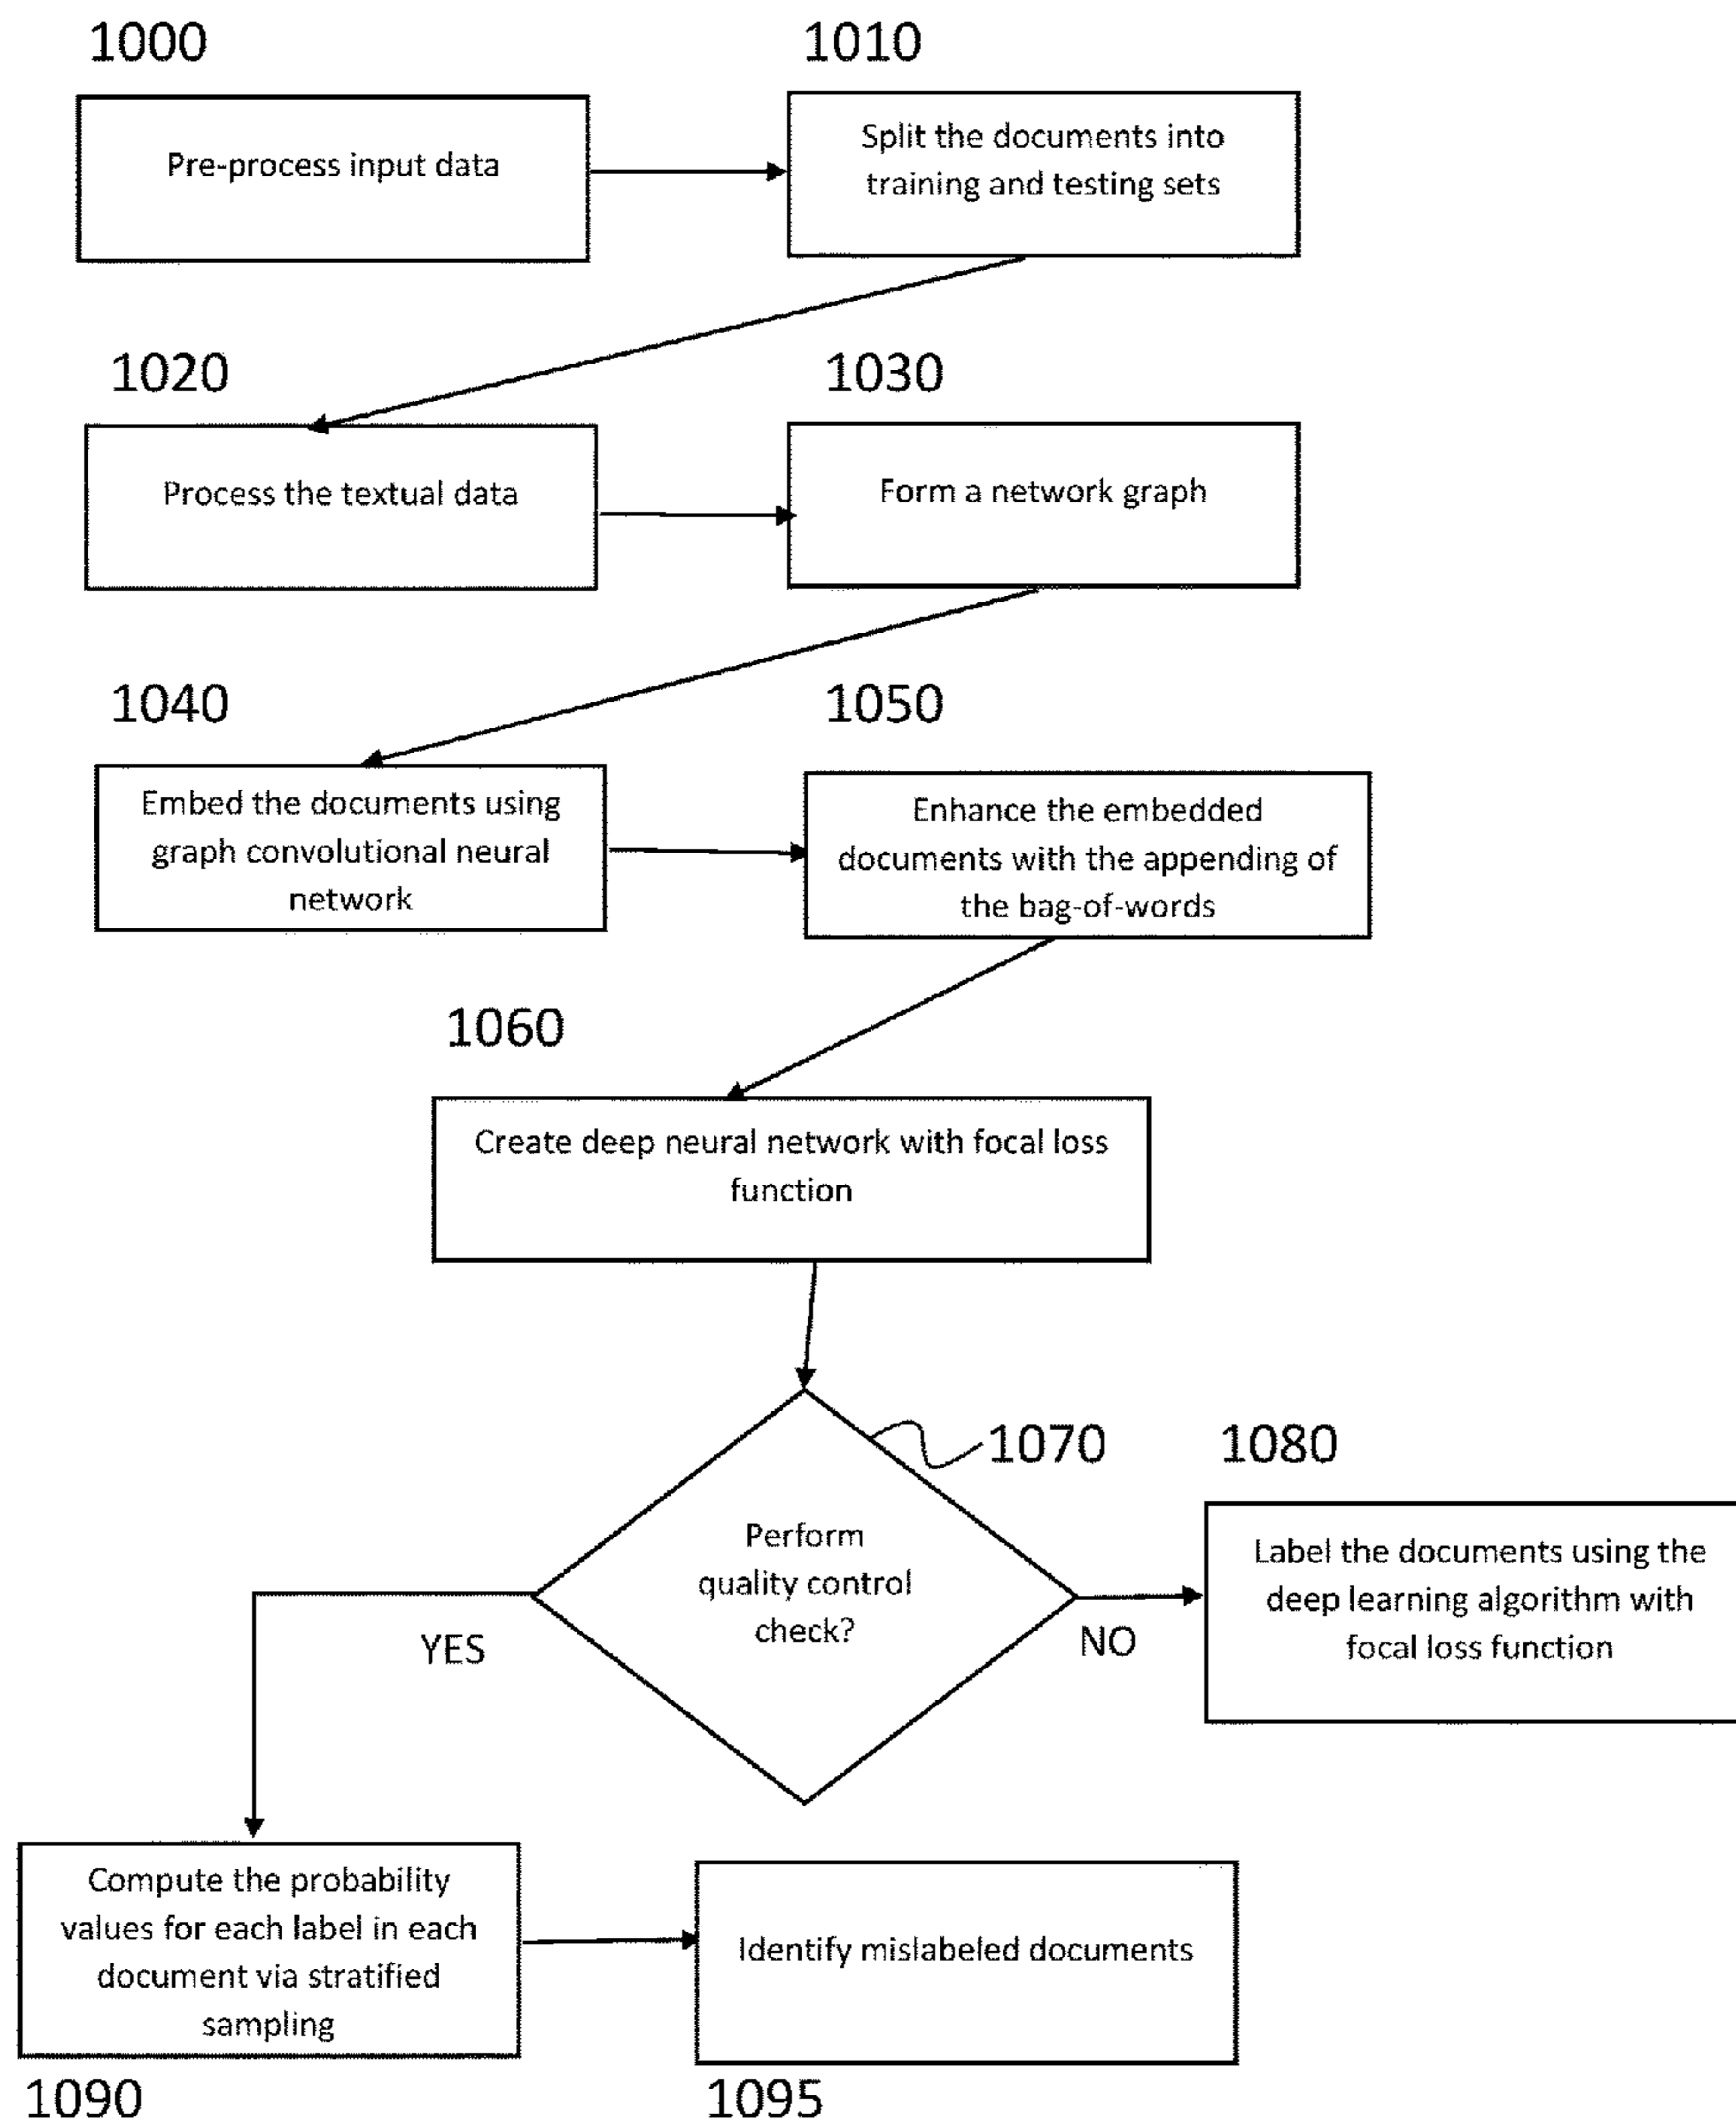 1000
Pre-process input data
1010
Split the documents into
training and testing sets
1020
Process the textual data
1030
Form a network graph
1040
Embed the documents using
graph convolutional neural
network
1050
Enhance the embedded
documents with the appending of
the bag-of-words
1060
Create deep neural network with focal loss
function
1070
Perform
quality control
check?
YES
NO
1080
Label the documents using the
deep learning algorithm with
focal loss function
Compute the probability
values for each label in each
document via stratified
sampling
1090
Identify mislabeled documents
1095